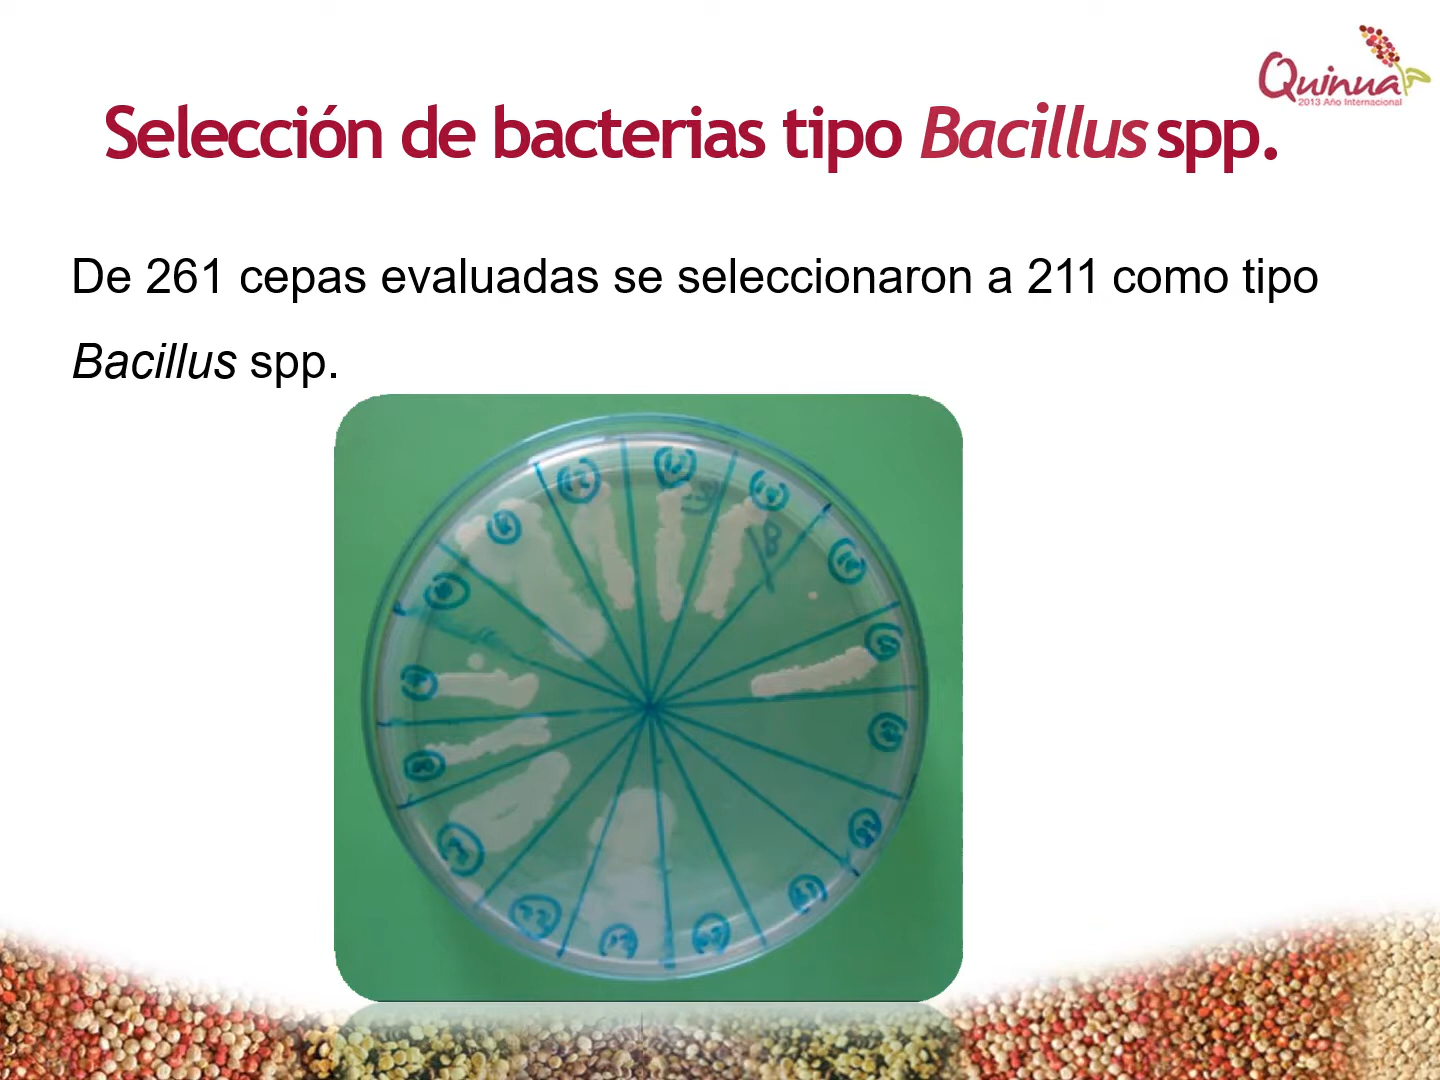 Quinua
2013 Año Internacional
Selección de bacterias tipo Bacillus spp.
De 261 cepas evaluadas se seleccionaron a 211 como tipo
Bacillus spp.